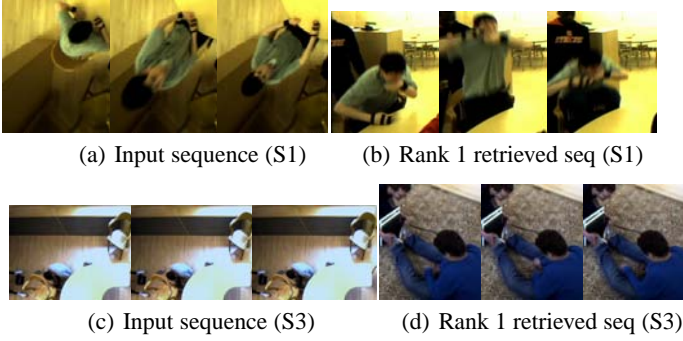 (a) Input sequence (S1)
(b) Rank 1 retrieved seq (S1)
(c) Input sequence (S3)
(d) Rank 1 retrieved seq (S3)